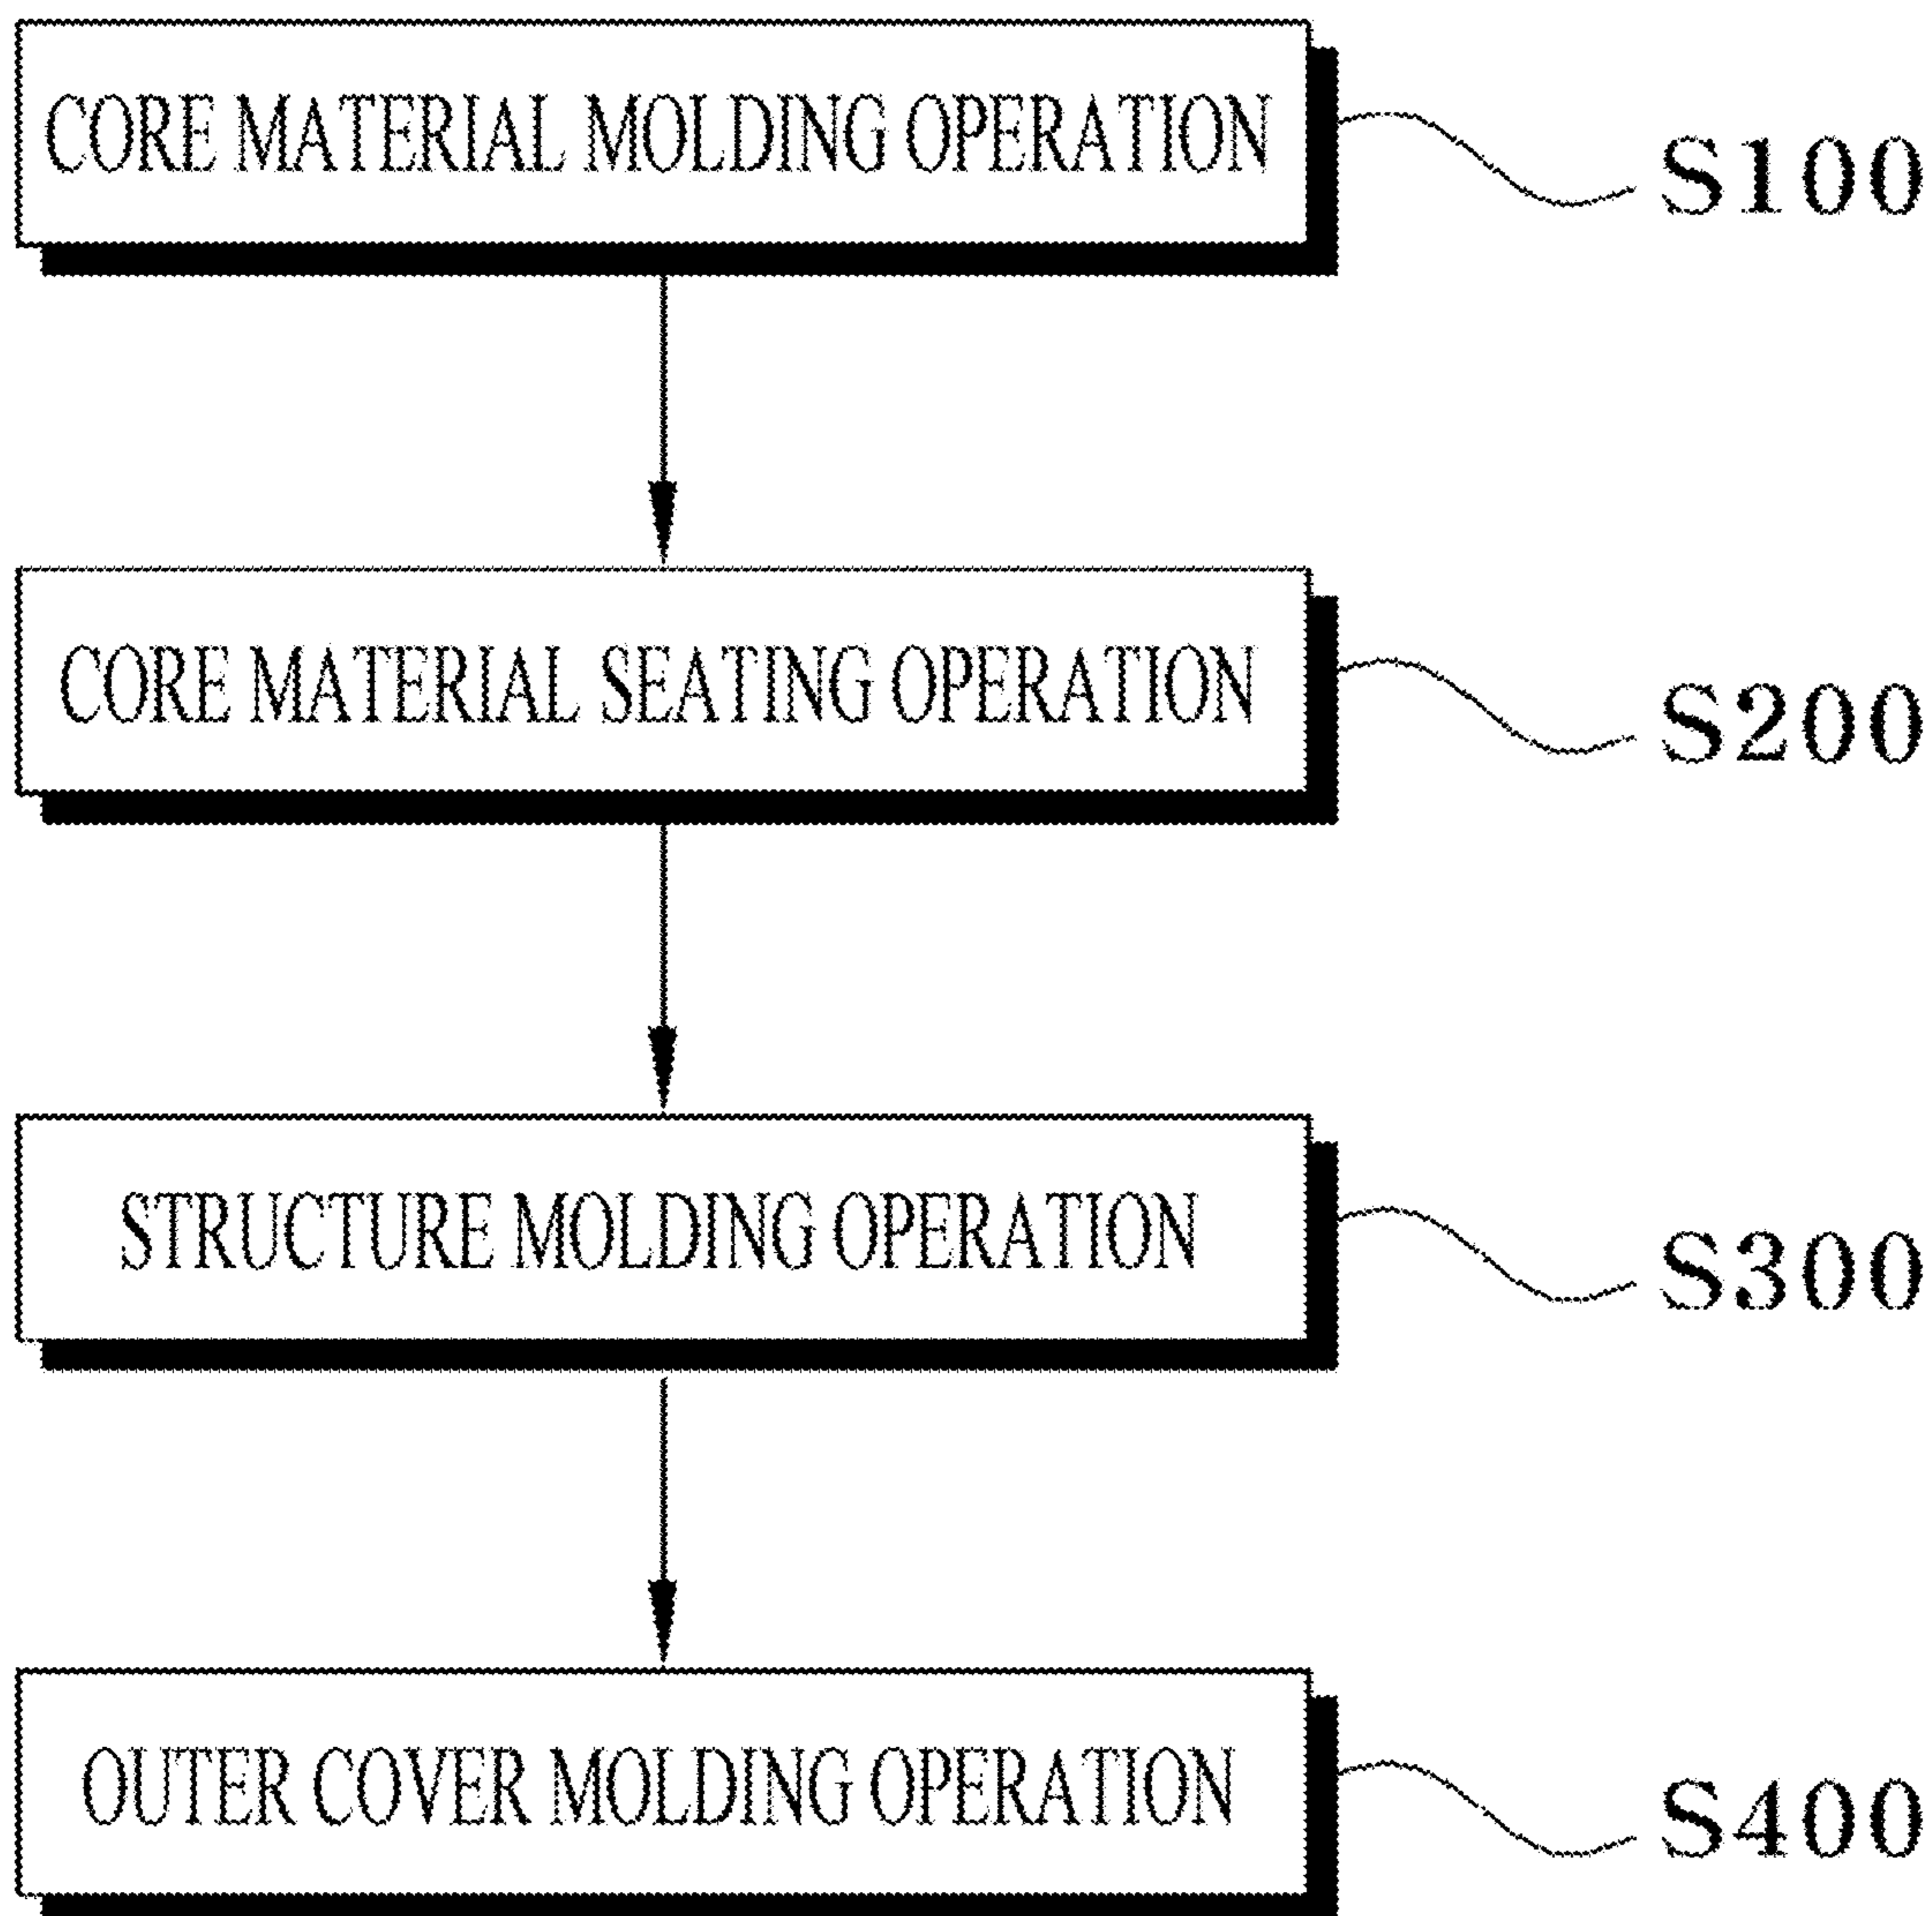 CORE MATERIAL MOLDING OPERATION
S100
CORE MATERIAL SEATING OPERATION
S200
STRUCTURE MOLDING OPERATION
S300
OUTER COVER MOLDING OPERATION
S400